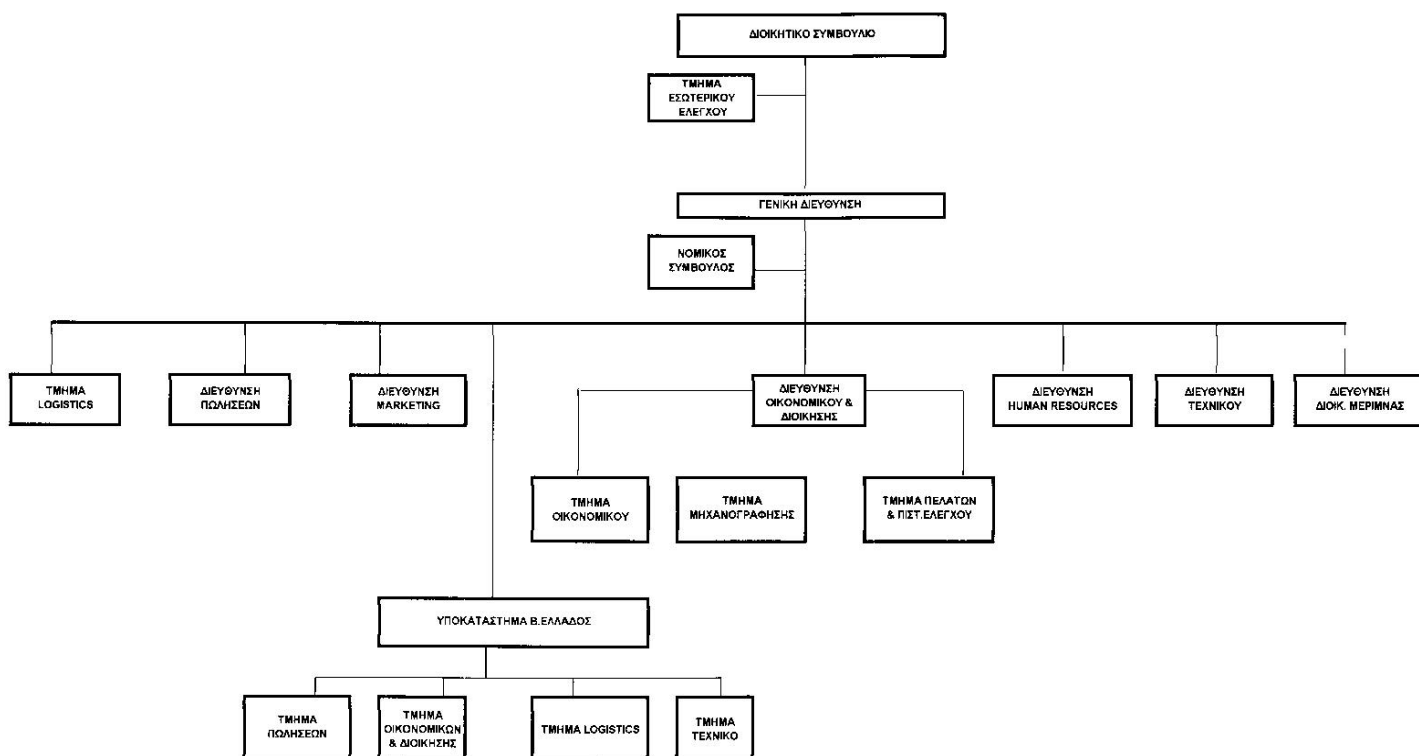 ΔΙΟΙΚΗΤΙΚΟ ΣΥΜΒΟΥΛΙΟ
ΤΜΗΜΑ
ΕΣΩΤΕΡΙΚΟΥ
ΕΛΕΓΧΟΥ
ΓΕΝΙΚΗ ΔΙΕΥΘΥΝΣΗ
ΝΟΜΙΚΟΣ
ΣΥΜΒΟΥΛΟΣ
ΤΜΗΜΑ
LOGISTICS
ΔΙΕΥΘΥΝΣΗ
ΠΩΛΗΣΕΩΝ
ΔΙΕΥΘΥΝΣΗ
MARKETING
ΔΙΕΥΘΥΝΣΗ
ΟΙΚΟΝΟΜΙΚΟΥ &
ΔΙΟΙΚΗΣΗΣ
ΔΙΕΥΘΥΝΣΗ
HUMAN RESOURCES
ΔΙΕΥΘΥΝΣΗ
ΤΕΧΝΙΚΟΥ
ΔΙΕΥΘΥΝΣΗ
ΔΙΟΙΚ. ΜΕΡΙΜΝΑΣ
ΤΜΗΜΑ
ΟΙΚΟΝΟΜΙΚΟΥ
ΤΜΗΜΑ
ΜΗΧΑΝΟΓΡΑΦΗΣΗΣ
ΤΜΗΜΑ ΠΕΛΑΤΩΝ
& ΠΙΣΤ.ΕΛΕΓΧΟΥ
ΥΠΟΚΑΤΑΣΤΗΜΑ Β.ΕΛΛΑΔΟΣ
ΤΜΗΜΑ
ΠΩΛΗΣΕΩΝ
ΤΜΗΜΑ
ΟΙΚΟΝΟΜΙΚΩΝ
& ΔΙΟΙΚΗΣΗΣ
ΤΜΗΜΑ LOGISTICS
ΤΜΗΜΑ
ΤΕΧΝΙΚΟ